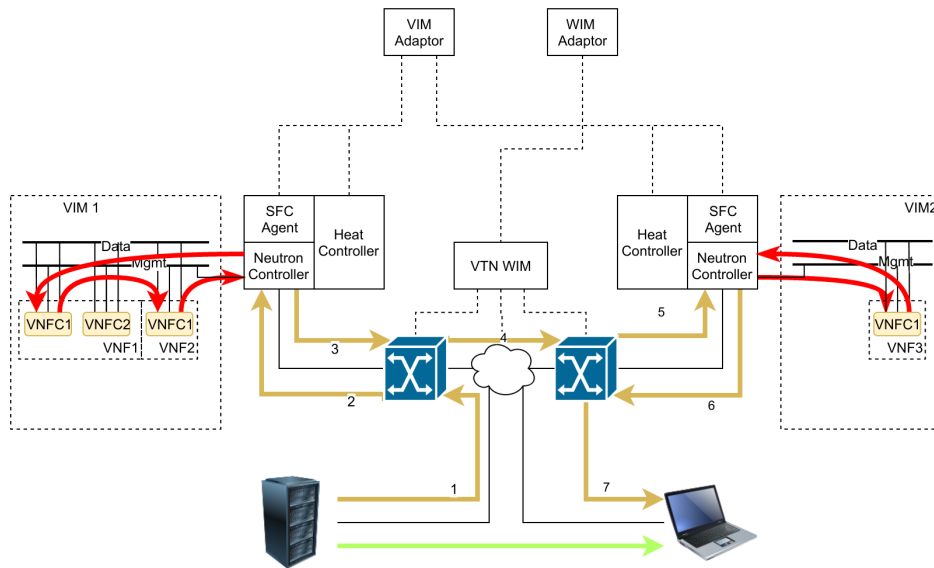 VIM
Adaptor
WIM
Adaptor
VIM 1
SFC
Agent
Heat
Controller
Neutron
Controller
Data
Mgmt
VNFC1
VNFC2
VNFC1
VNF1
VNF2
VTN WIM
Heat
Controller
SFC
Agent
Neutron
Controller
VIM2
Data
Mgmt
VNFC1
VNF3
3
4
5
2
6
1
7